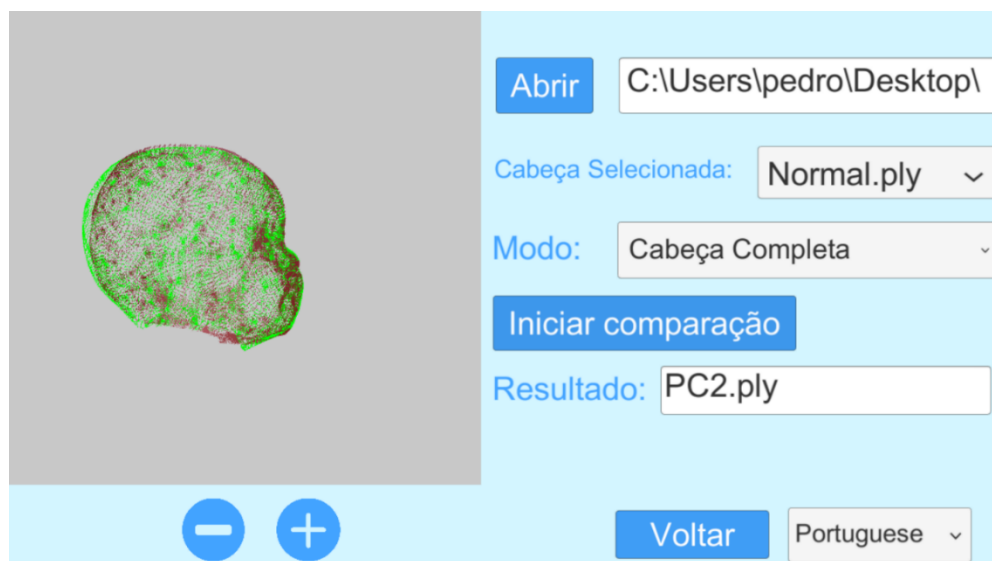 Abrir C:\Users\pedro\Desktop\
Cabeça Selecionada: Normal.ply
Modo: Cabeça Completa
Iniciar comparação
Resultado: PC2.ply
Voltar Portuguese